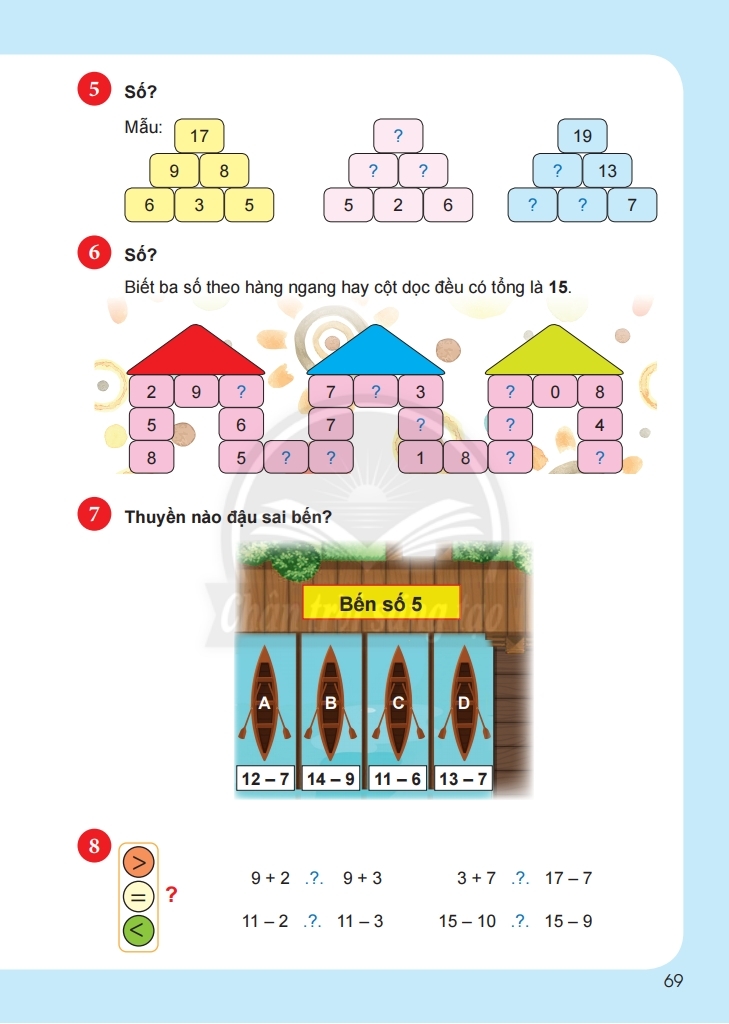 5 Số?
Mẫu:
17
9 8
6 3 5
?
? ?
5 2 6
19
? 13
? ? 7
6 Số?
Biết ba số theo hàng ngang hay cột dọc đều có tổng là 15.
2 9 ? 7 ? 3 ? 0 8
5 6 7 ? ? 4
8 5 ? ? 1 8 ? ?
7 Thuyền nào đậu sai bến?
Chân trời sáng tạo
Bến số 5
A B C D
12 – 7 14 – 9 11 – 6 13 – 7
8
>
= ?
<
9 + 2 .?. 9 + 3 3 + 7 .?. 17 – 7
11 – 2 .?. 11 – 3 15 – 10 .?. 15 – 9
69